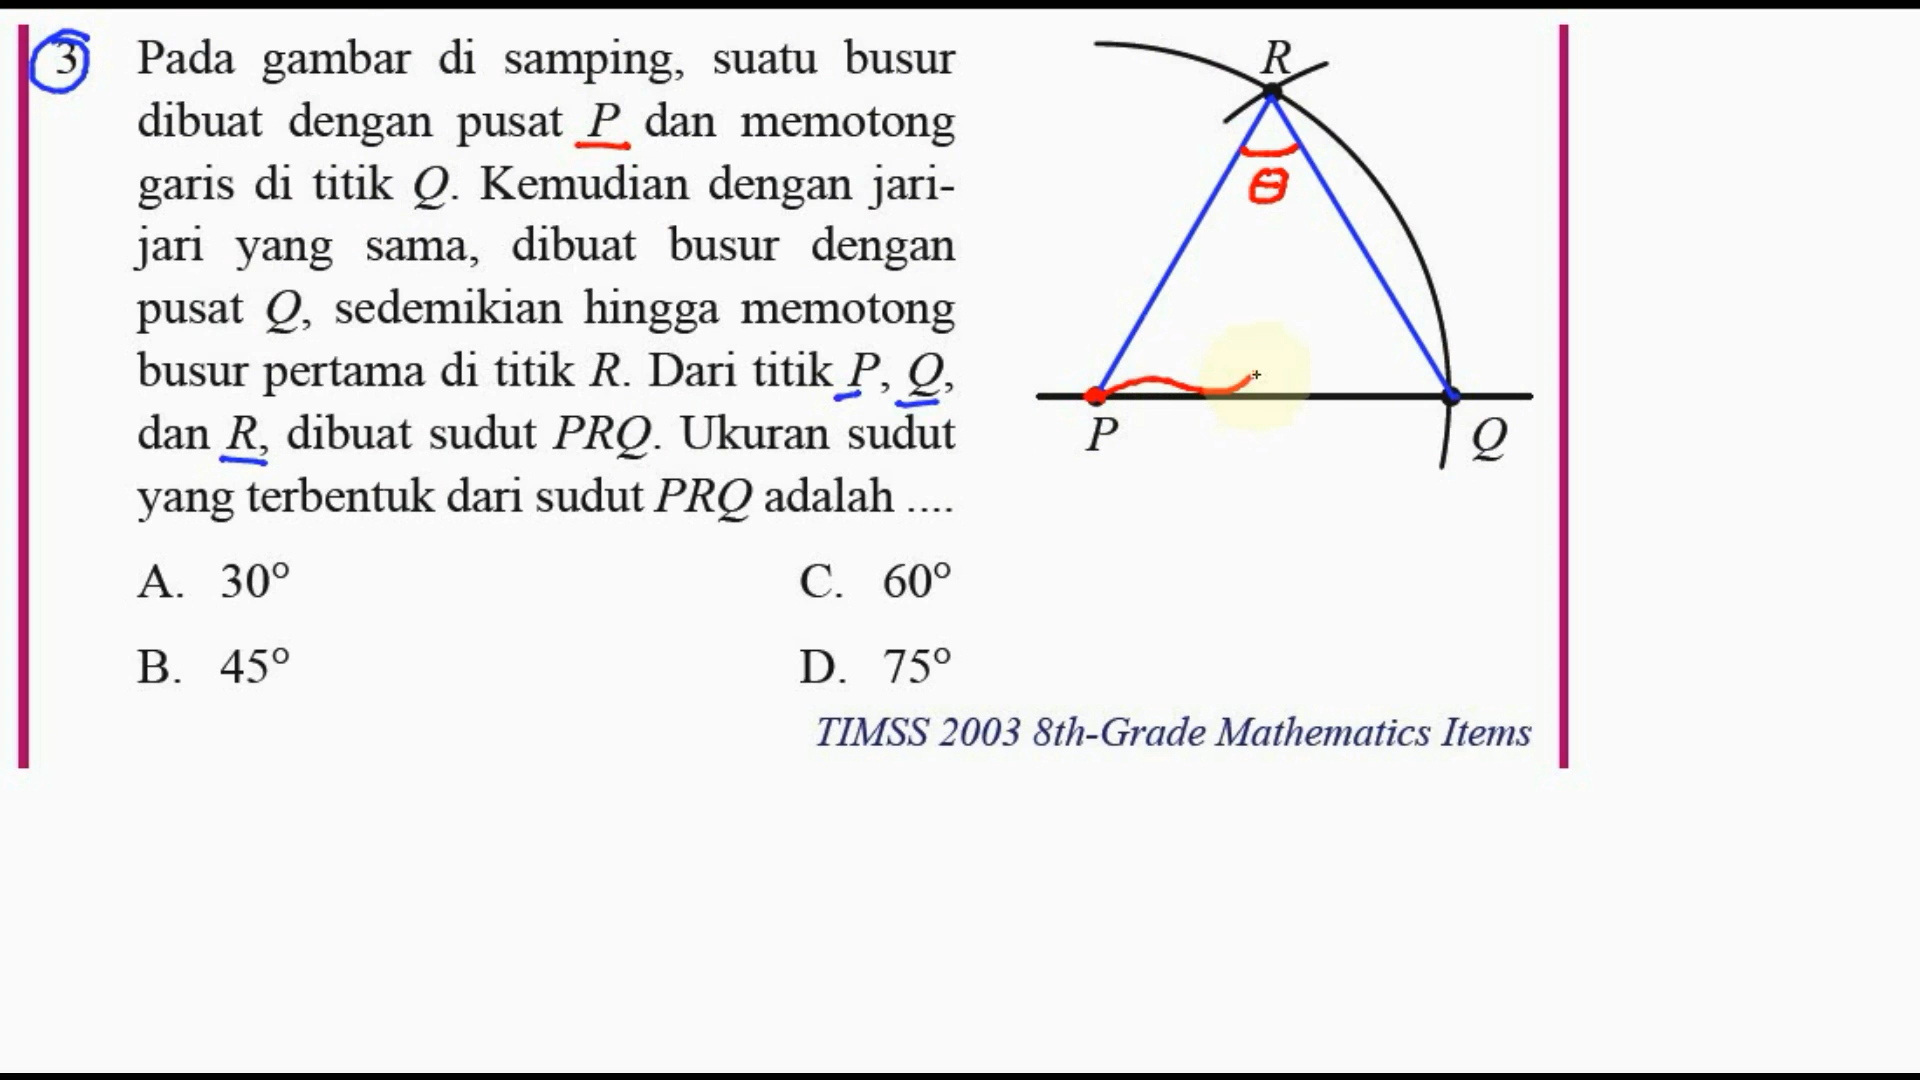 3 Pada gambar di samping, suatu busur
dibuat dengan pusat P dan memotong
garis di titik Q. Kemudian dengan jari-
jari yang sama, dibuat busur dengan
pusat Q, sedemikian hingga memotong
busur pertama di titik R. Dari titik P, Q,
dan R, dibuat sudut PRQ. Ukuran sudut
yang terbentuk dari sudut PRQ adalah ....
A. 30°
C. 60°
B. 45°
D. 75°
TIMSS 2003 8th-Grade Mathematics Items
R
θ
P
Q